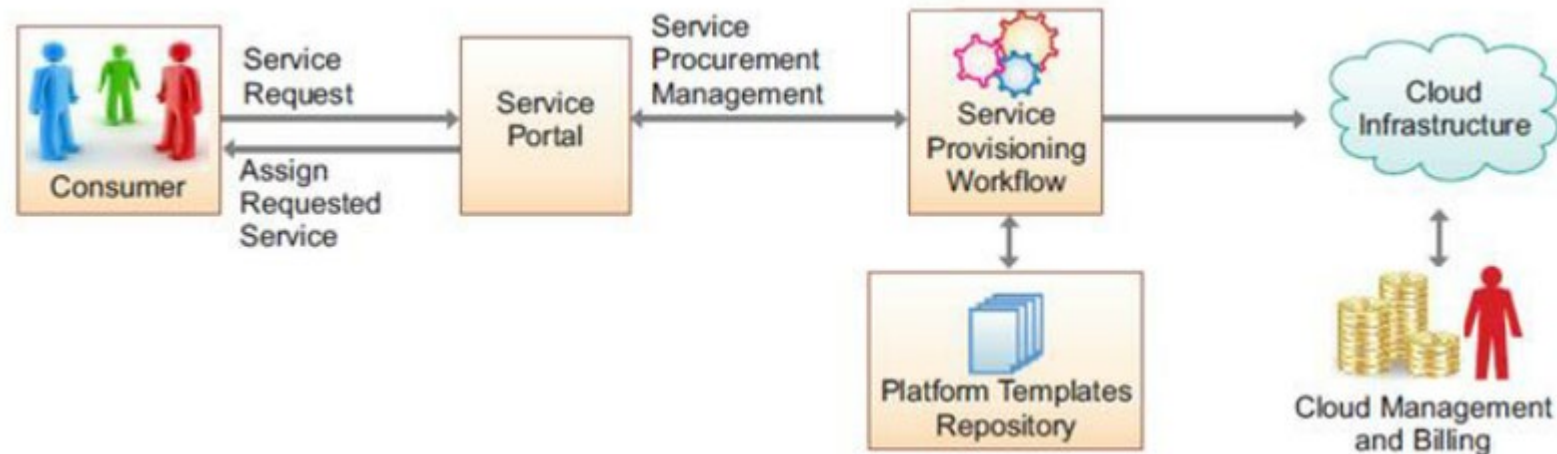 Service
Request
Assign
Requested
Service
Consumer
Service
Portal
Service
Procurement
Management
Service
Provisioning
Workflow
Platform Templates
Repository
Cloud
Infrastructure
Cloud Management
and Billing